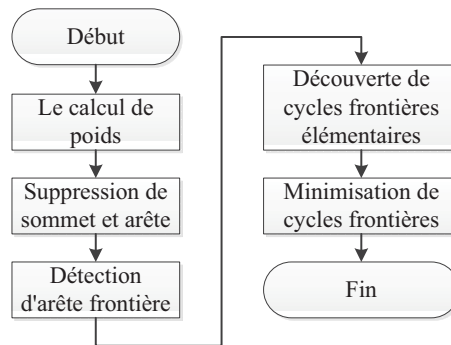 Début
Le calcul de
poids
Suppression de
sommet et arête
Détection
d'arête frontière
Découverte de
cycles frontières
élémentaires
Minimisation de
cycles frontières
Fin